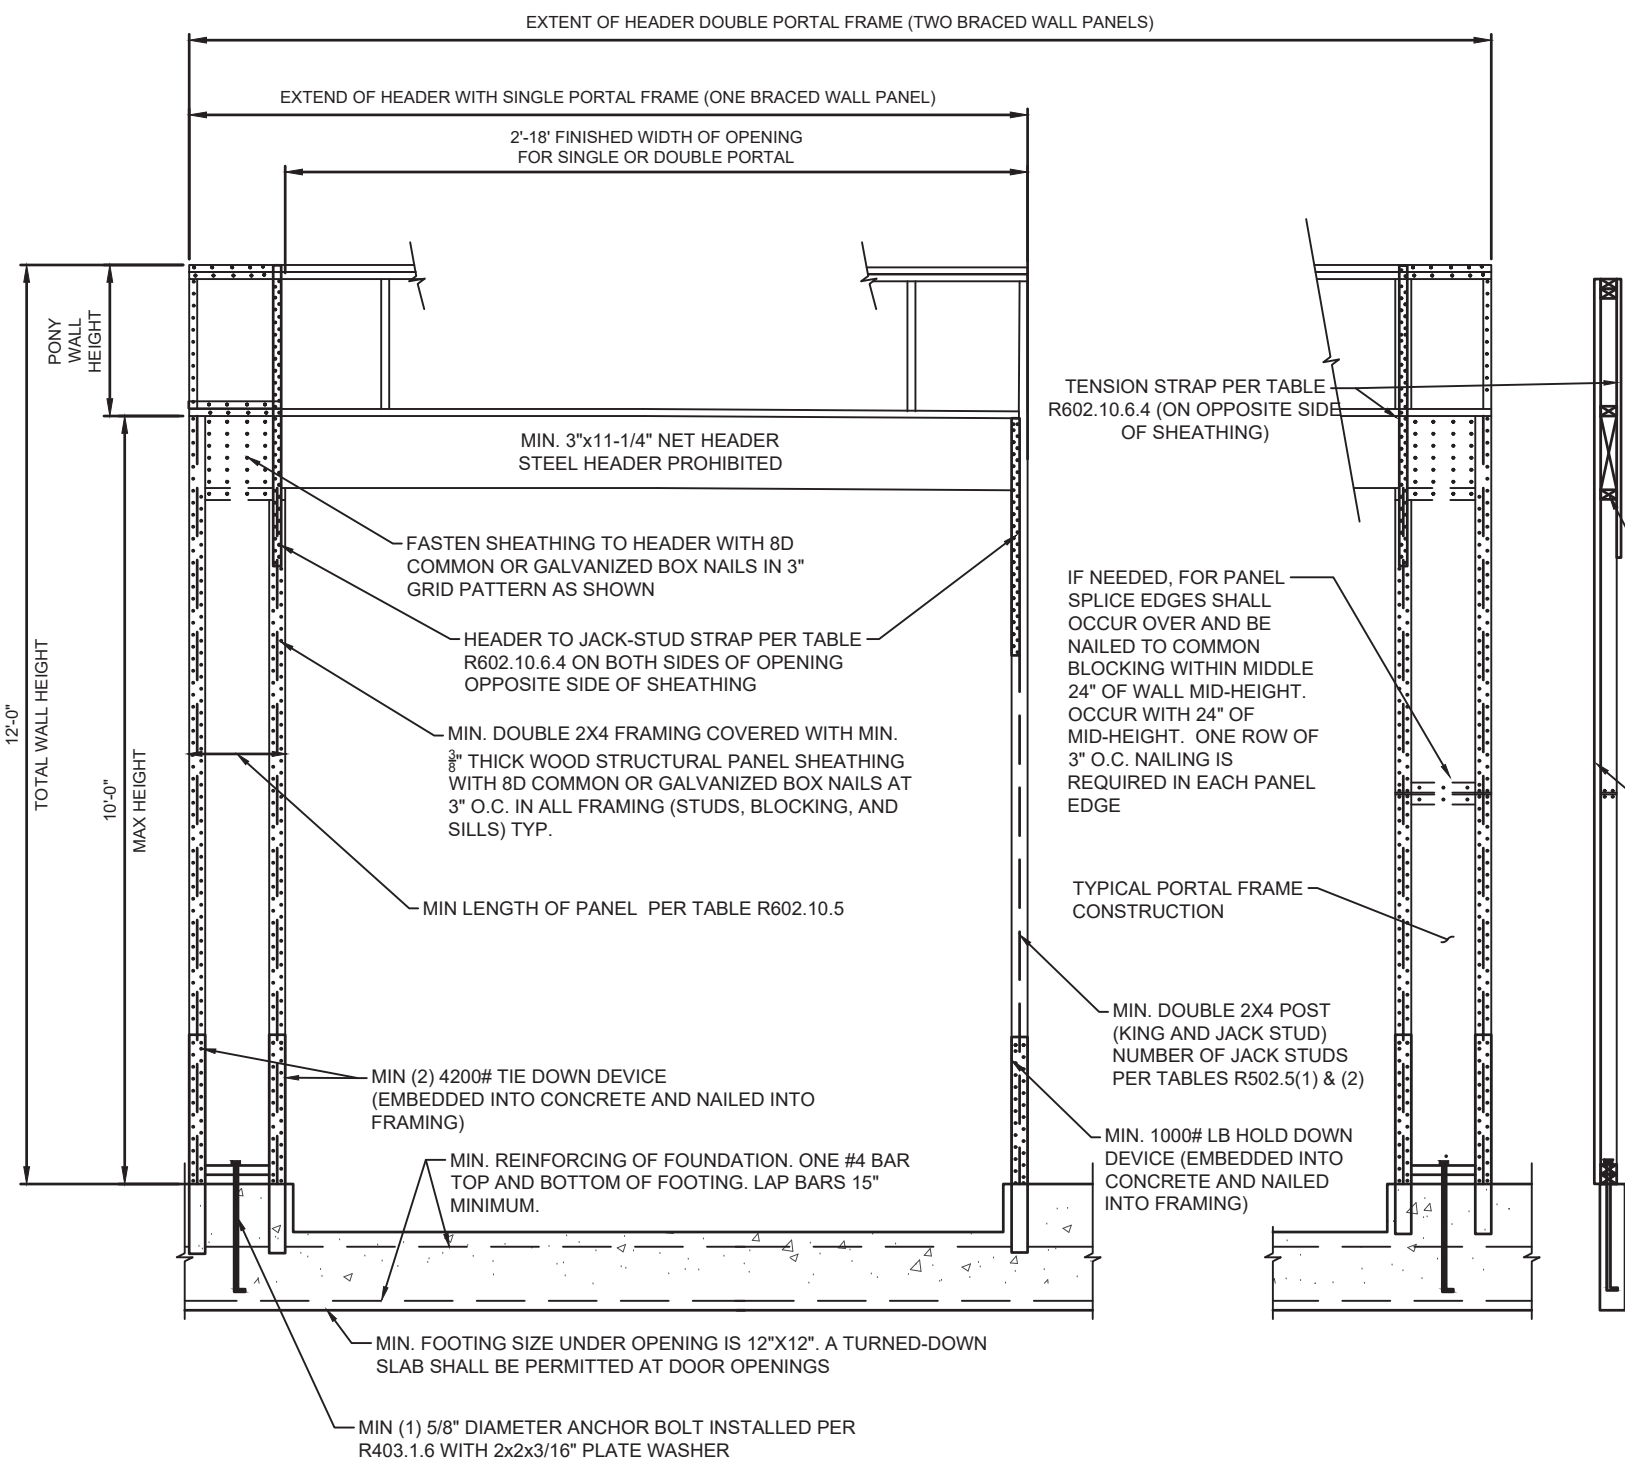 EXTENT OF HEADER DOUBLE PORTAL FRAME (TWO BRACED WALL PANELS)
EXTEND OF HEADER WITH SINGLE PORTAL FRAME (ONE BRACED WALL PANEL)
2'-18' FINISHED WIDTH OF OPENING
FOR SINGLE OR DOUBLE PORTAL
PONY
WALL
HEIGHT
12'-0"
TOTAL WALL HEIGHT
10'-0"
MAX HEIGHT
MIN. 3"x11-1/4" NET HEADER
STEEL HEADER PROHIBITED
TENSION STRAP PER TABLE
R602.10.6.4 (ON OPPOSITE SIDE
OF SHEATHING)
FASTEN SHEATHING TO HEADER WITH 8D
COMMON OR GALVANIZED BOX NAILS IN 3"
GRID PATTERN AS SHOWN
HEADER TO JACK-STUD STRAP PER TABLE
R602.10.6.4 ON BOTH SIDES OF OPENING
OPPOSITE SIDE OF SHEATHING
MIN. DOUBLE 2X4 FRAMING COVERED WITH MIN.
3/8" THICK WOOD STRUCTURAL PANEL SHEATHING
WITH 8D COMMON OR GALVANIZED BOX NAILS AT
3" O.C. IN ALL FRAMING (STUDS, BLOCKING, AND
SILLS) TYP.
MIN LENGTH OF PANEL PER TABLE R602.10.5
IF NEEDED, FOR PANEL
SPLICE EDGES SHALL
OCCUR OVER AND BE
NAILED TO COMMON
BLOCKING WITHIN MIDDLE
24" OF WALL MID-HEIGHT.
OCCUR WITH 24" OF
MID-HEIGHT. ONE ROW OF
3" O.C. NAILING IS
REQUIRED IN EACH PANEL
EDGE
TYPICAL PORTAL FRAME
CONSTRUCTION
MIN. DOUBLE 2X4 POST
(KING AND JACK STUD)
NUMBER OF JACK STUDS
PER TABLES R502.5(1) & (2)
MIN (2) 4200# TIE DOWN DEVICE
(EMBEDDED INTO CONCRETE AND NAILED INTO
FRAMING)
MIN. 1000# LB HOLD DOWN
DEVICE (EMBEDDED INTO
CONCRETE AND NAILED
INTO FRAMING)
MIN. REINFORCING OF FOUNDATION. ONE #4 BAR
TOP AND BOTTOM OF FOOTING. LAP BARS 15"
MINIMUM.
MIN. FOOTING SIZE UNDER OPENING IS 12"X12". A TURNED-DOWN
SLAB SHALL BE PERMITTED AT DOOR OPENINGS
MIN (1) 5/8" DIAMETER ANCHOR BOLT INSTALLED PER
R403.1.6 WITH 2x2x3/16" PLATE WASHER